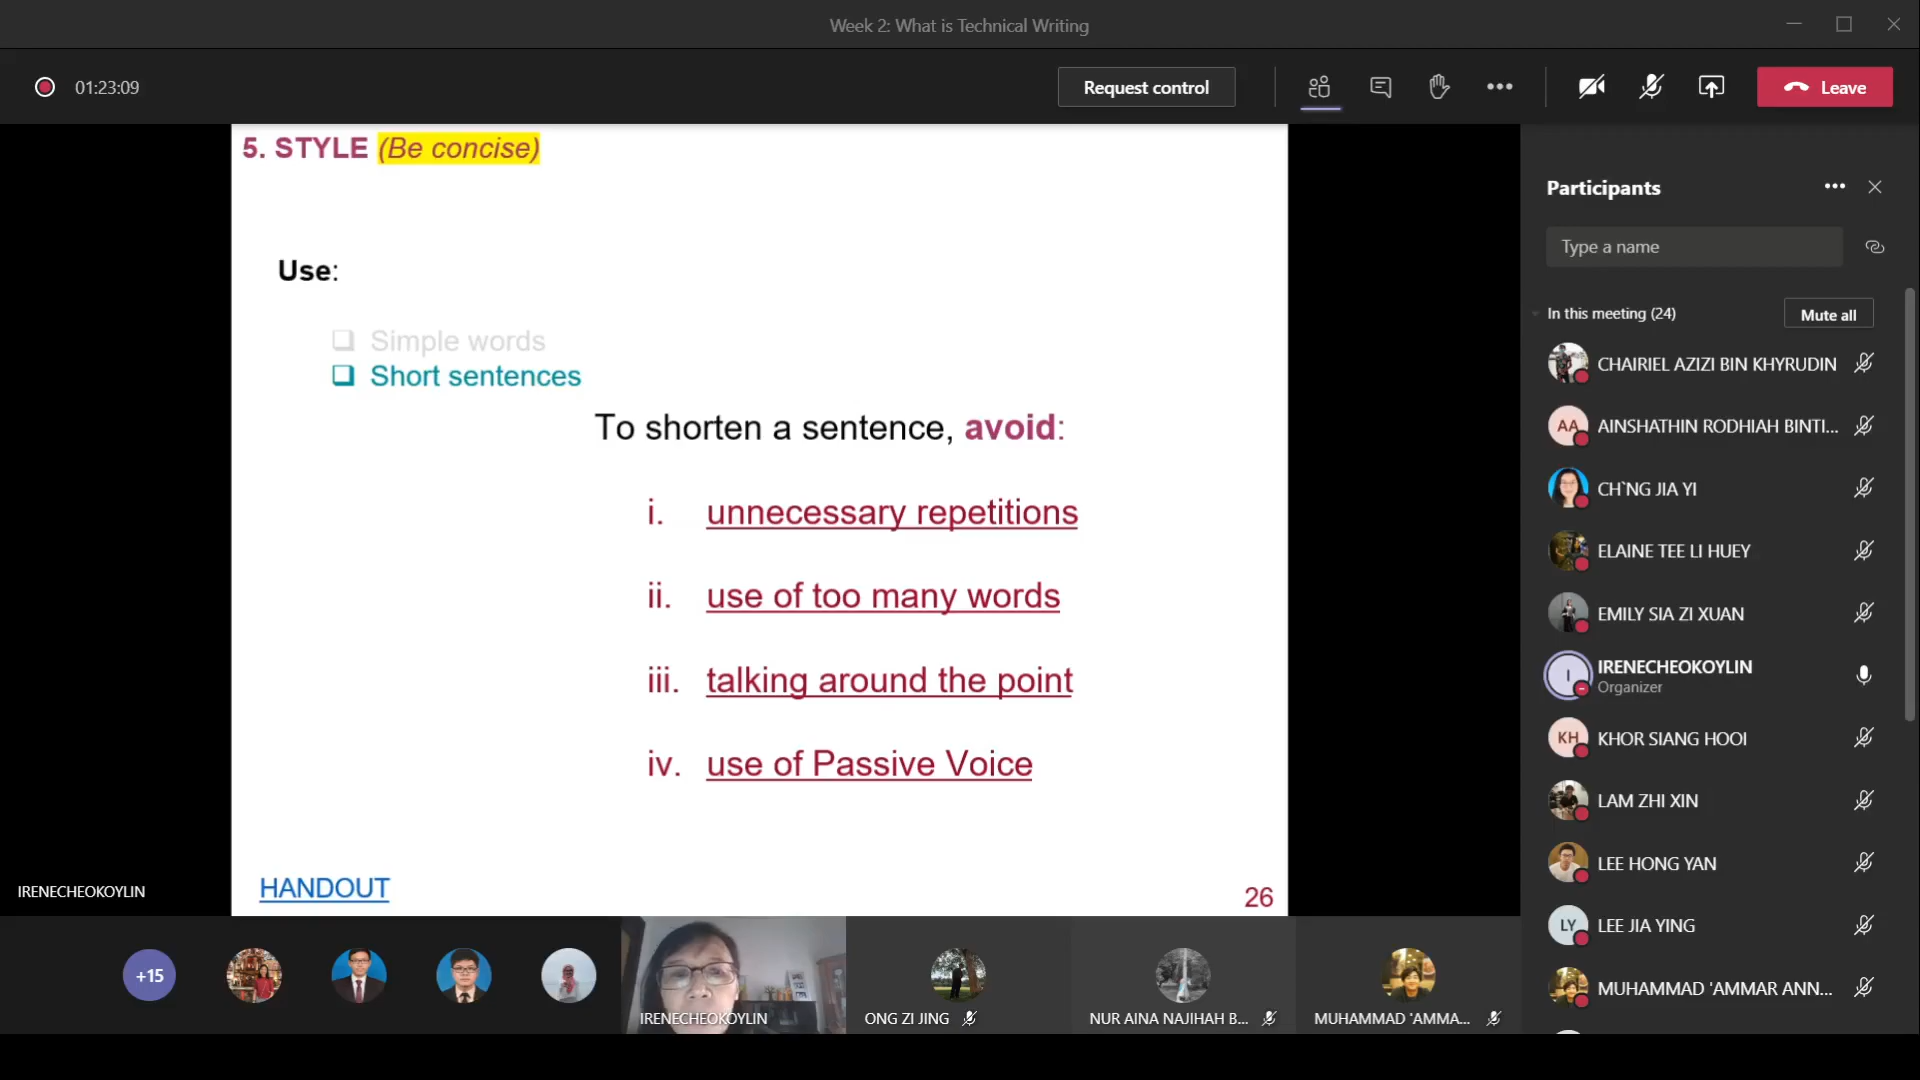 Week 2: What is Technical Writing
01:23:09
Request control
Leave
5. STYLE (Be concise)
Use:
Simple words
Short sentences
To shorten a sentence, avoid:
i. unnecessary repetitions
ii. use of too many words
iii. talking around the point
iv. use of Passive Voice
HANDOUT
26
IRENECHEOKOYLIN
+15
IRENECHEOKOYLIN
ONG ZI JING
NUR AINA NAJIHAH B...
MUHAMMAD 'AMMA...
Participants
Type a name
In this meeting (24)
Mute all
CHAIRIEL AZIZI BIN KHYRUDIN
AA
AINSHATHIN RODHIAH BINTI...
CH`NG JIA YI
ELAINE TEE LI HUEY
EMILY SIA ZI XUAN
I
IRENECHEOKOYLIN
Organizer
KH
KHOR SIANG HOOI
LAM ZHI XIN
LEE HONG YAN
LY
LEE JIA YING
MUHAMMAD 'AMMAR ANN...